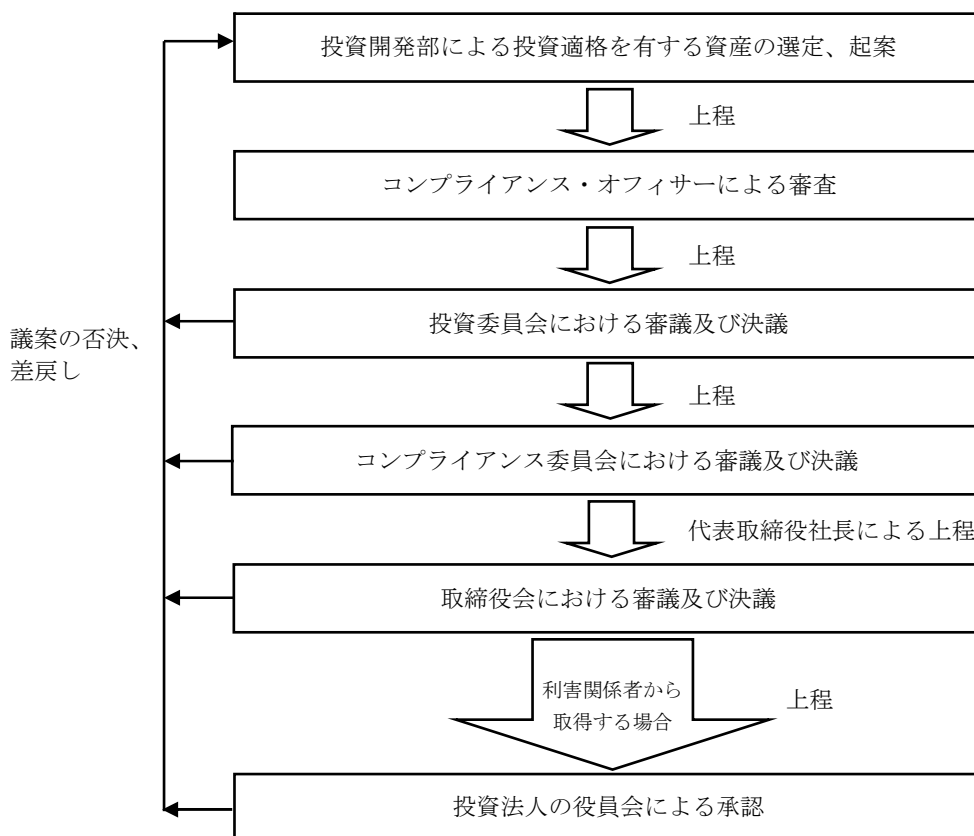 投資開発部による投資適格を有する資産の選定、起案
上程
コンプライアンス・オフィサーによる審査
上程
投資委員会における審議及び決議
議案の否決、
差戻し
上程
コンプライアンス委員会における審議及び決議
代表取締役社長による上程
取締役会における審議及び決議
利害関係者から
取得する場合
上程
投資法人の役員会による承認